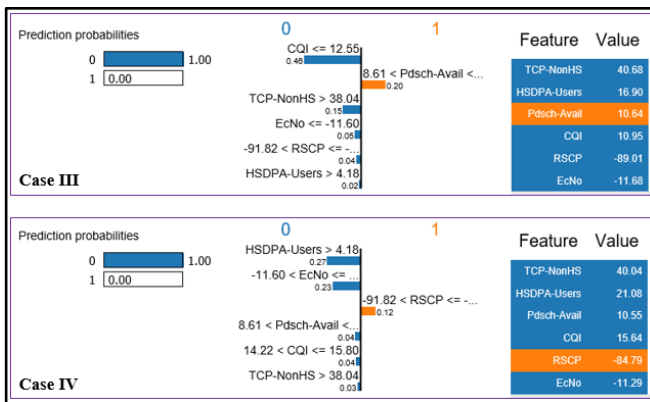 Prediction probabilities
0 1.00
1 0.00
0 1
CQI <= 12.55
0.46
8.61 < Pdsch-Avail <...
0.20
TCP-NonHS > 38.04
0.15
EcNo <= -11.60
0.05
-91.82 < RSCP <= -...
0.04
HSDPA-Users > 4.18
0.02
Feature Value
TCP-NonHS 40.68
HSDPA-Users 16.90
Pdsch-Avail 10.64
CQI 10.95
RSCP -89.01
EcNo -11.68
Case III
Prediction probabilities
0 1.00
1 0.00
0 1
HSDPA-Users > 4.18
0.27
-11.60 < EcNo <= ...
0.23
-91.82 < RSCP <= -...
0.12
8.61 < Pdsch-Avail <...
0.04
14.22 < CQI <= 15.80
0.04
TCP-NonHS > 38.04
0.03
Feature Value
TCP-NonHS 40.04
HSDPA-Users 21.08
Pdsch-Avail 10.55
CQI 15.64
RSCP -84.79
EcNo -11.29
Case IV